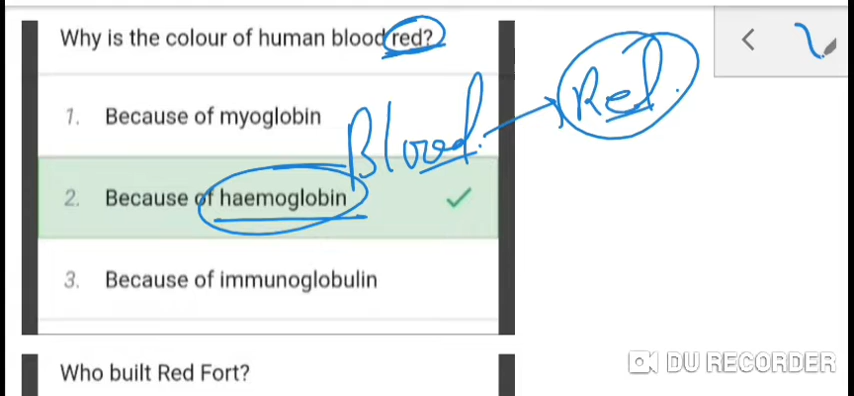 Why is the colour of human blood red?
1. Because of myoglobin
Blood Red.
2. Because of haemoglobin
3. Because of immunoglobulin
Who built Red Fort?
DU RECORDER